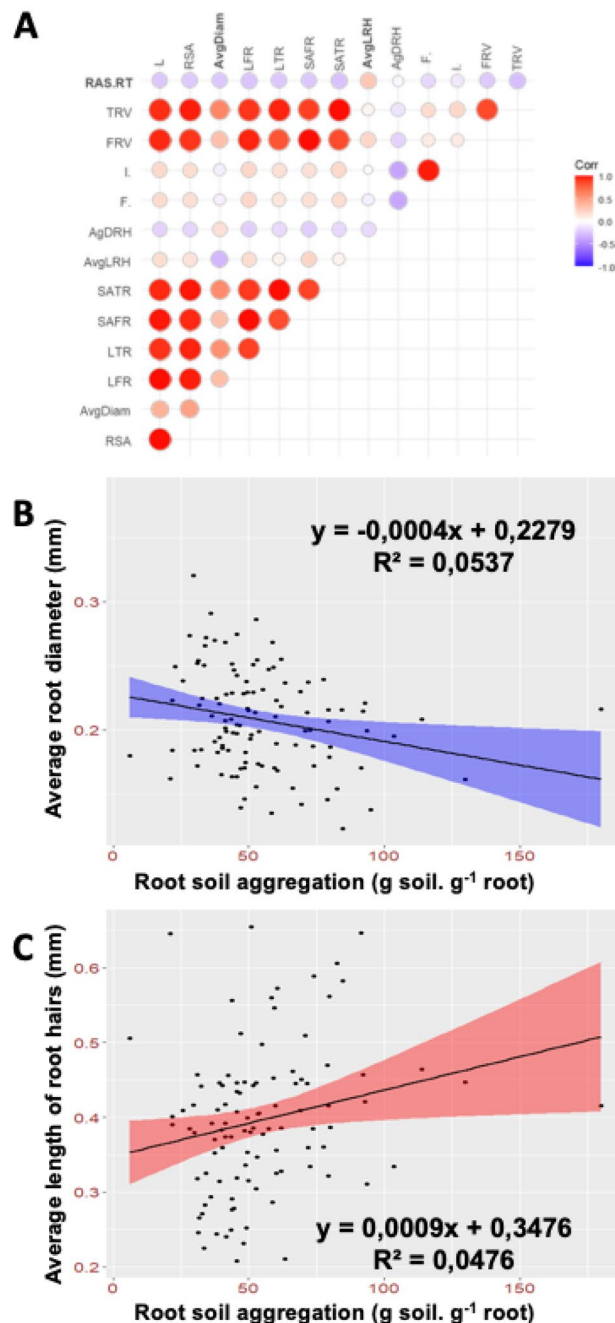 A
L RSA AvgDiam LFR LTR SAFR SATR AvgLRH AgDRH F. I. FRV TRV
RAS.RT
TRV
FRV
I.
F.
AgDRH
AvgLRH
SATR
SAFR
LTR
LFR
AvgDiam
RSA
Corr
1.0
0.5
0.0
-0.5
-1.0
B
y = -0,0004x + 0,2279
R² = 0,0537
Average root diameter (mm)
0.3
0.2
0 50 100 150
Root soil aggregation (g soil. g⁻¹ root)
C
Average length of root hairs (mm)
0.6
0.5
0.4
0.3
0.2
y = 0,0009x + 0,3476
R² = 0,0476
0 50 100 150
Root soil aggregation (g soil. g⁻¹ root)